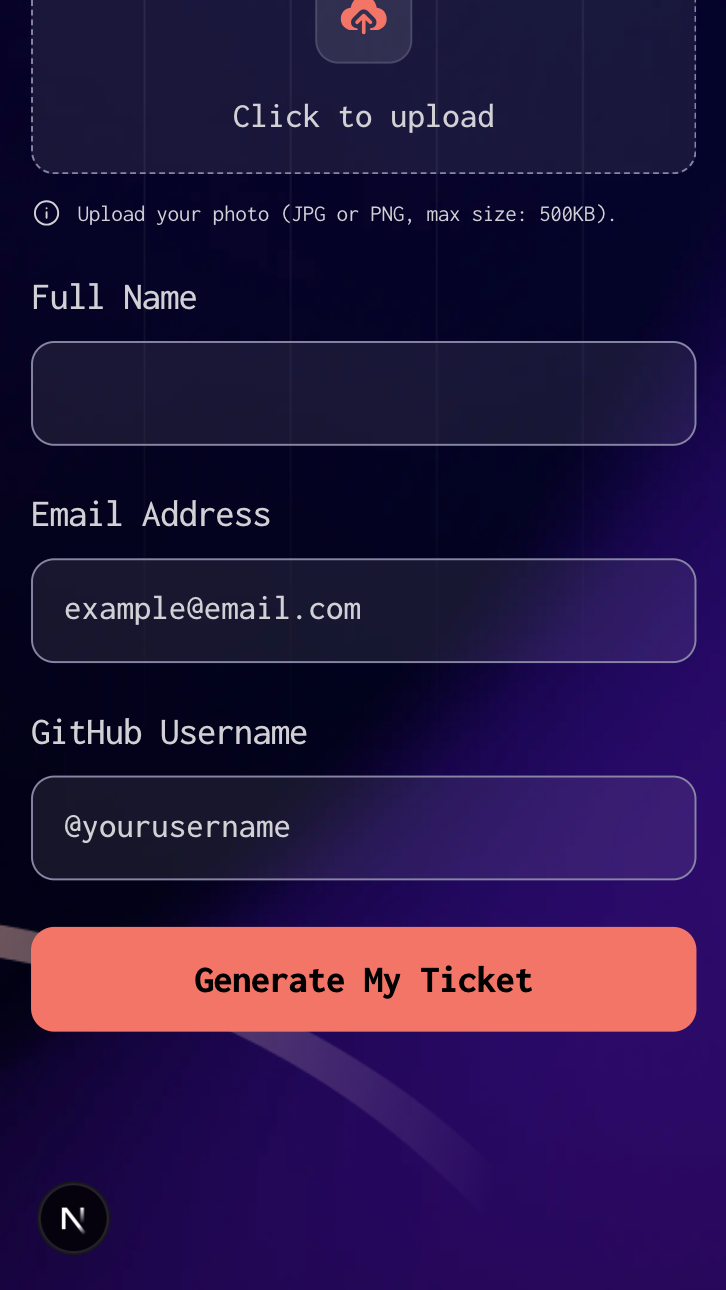 Click to upload
Upload your photo (JPG or PNG, max size: 500KB).
Full Name
Email Address
example@email.com
GitHub Username
@yourusername
Generate My Ticket
N